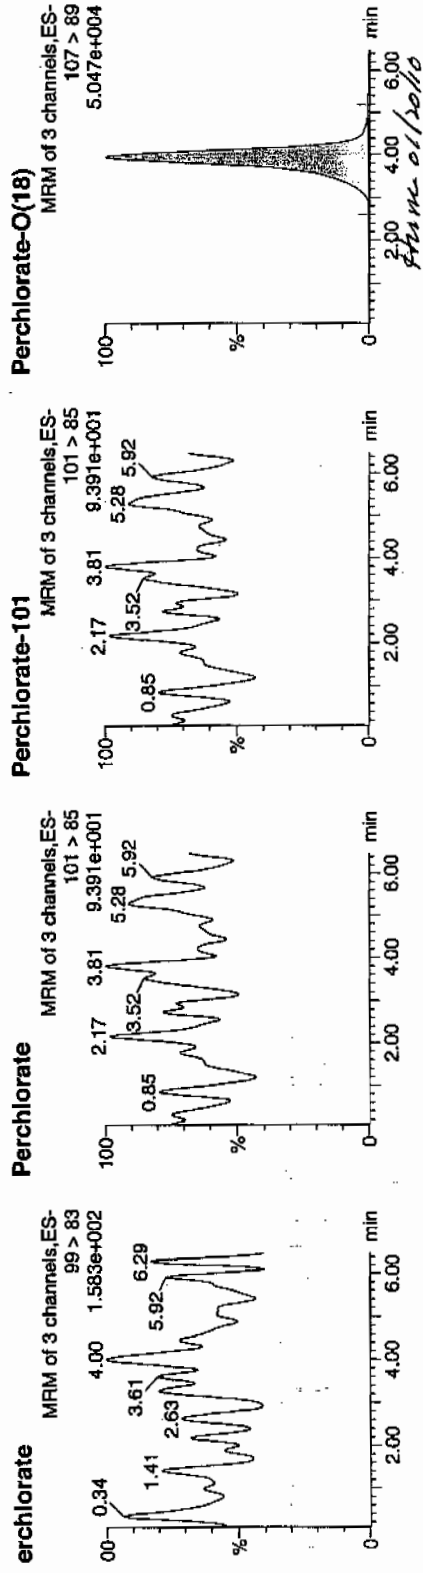 erchlorate
MRM of 3 channels,ES-
99 > 83
1.583e+002
00
%
0
0.34
1.41
2.63
3.61
4.00
5.92
6.29
2.00
4.00
6.00
min
Perchlorate
MRM of 3 channels,ES-
101 > 85
9.391e+001
100
%
0
0.85
2.17
3.52
3.81
5.28
5.92
2.00
4.00
6.00
min
Perchlorate-101
MRM of 3 channels,ES-
101 > 85
9.391e+001
100
%
0
0.85
2.17
3.52
3.81
5.28
5.92
2.00
4.00
6.00
min
Perchlorate-O(18)
MRM of 3 channels,ES-
107 > 89
5.047e+004
100
%
0
2.00
4.00
6.00
min
01/20/10